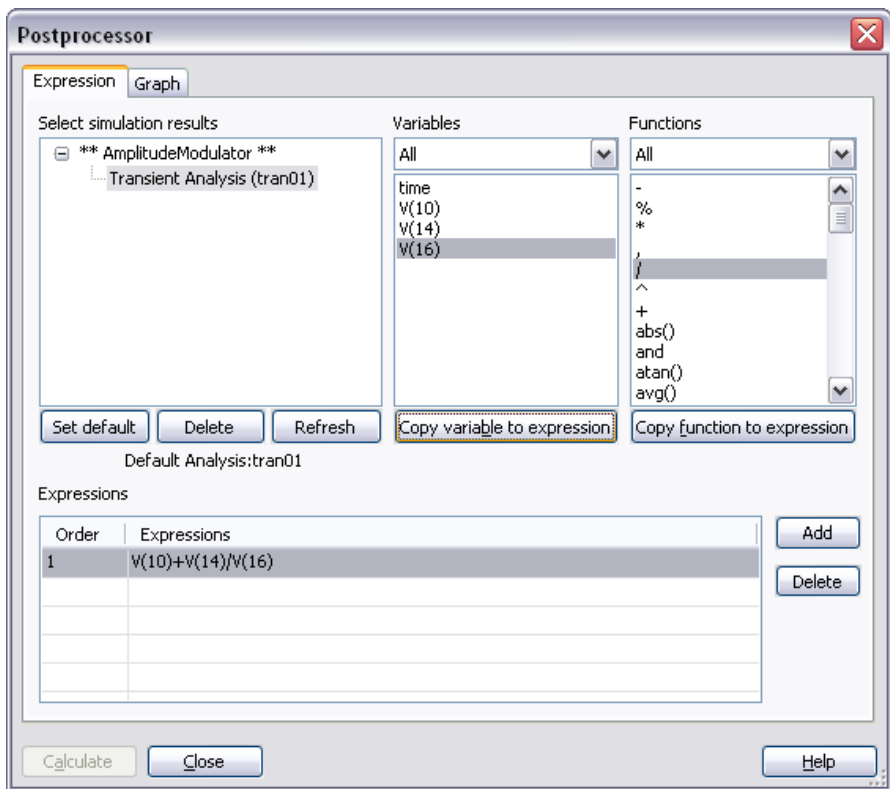 Postprocessor
Expression Graph
Select simulation results Variables Functions
** AmplitudeModulator ** All All
Transient Analysis (tran01)
time
V(10)
V(14)
V(16)
-
%
*
,
/
^
+
abs()
and
atan()
avg()
Set default Delete Refresh Copy variable to expression Copy function to expression
Default Analysis:tran01
Expressions
Order Expressions Add
1 V(10)+V(14)/V(16)
Delete
Calculate Close Help